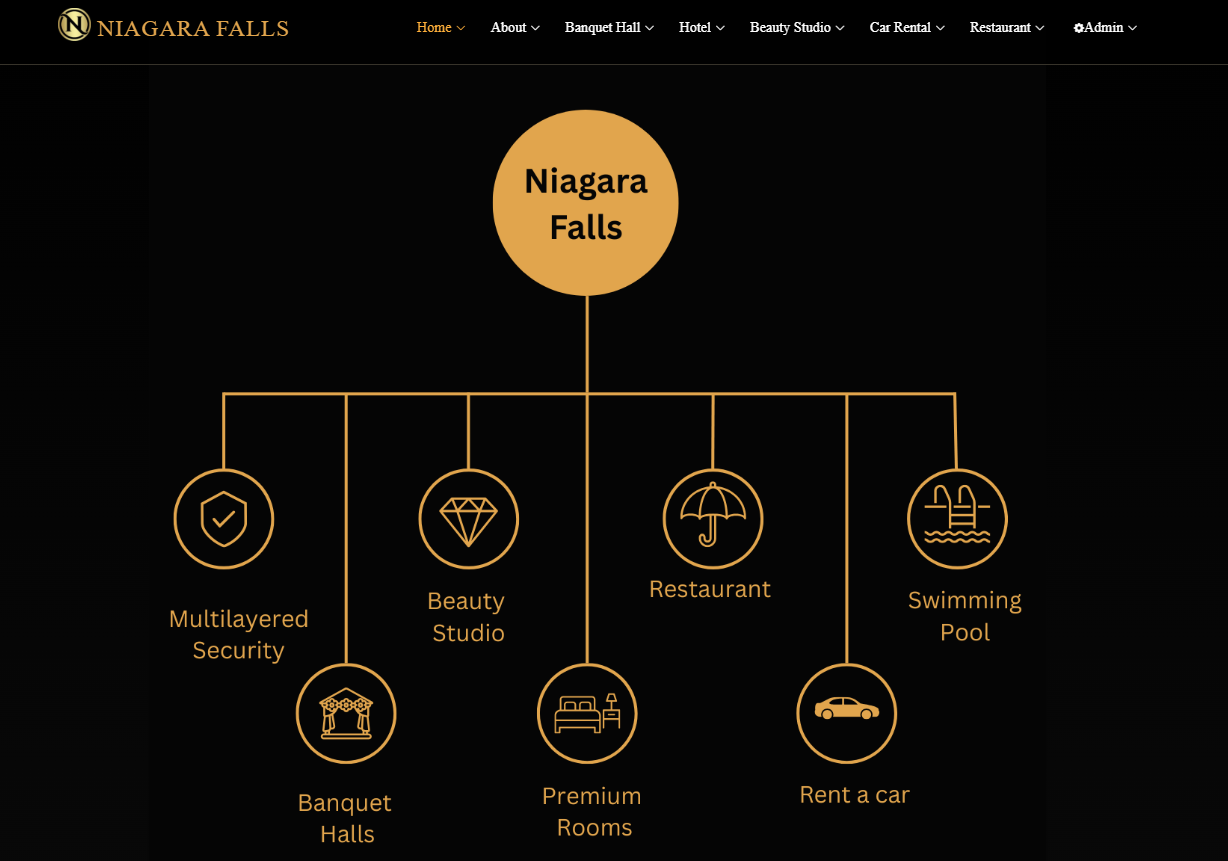 N NIAGARA FALLS
Home About Banquet Hall Hotel Beauty Studio Car Rental Restaurant Admin
Niagara
Falls
Multilayered
Security
Beauty
Studio
Restaurant
Swimming
Pool
Banquet
Halls
Premium
Rooms
Rent a car